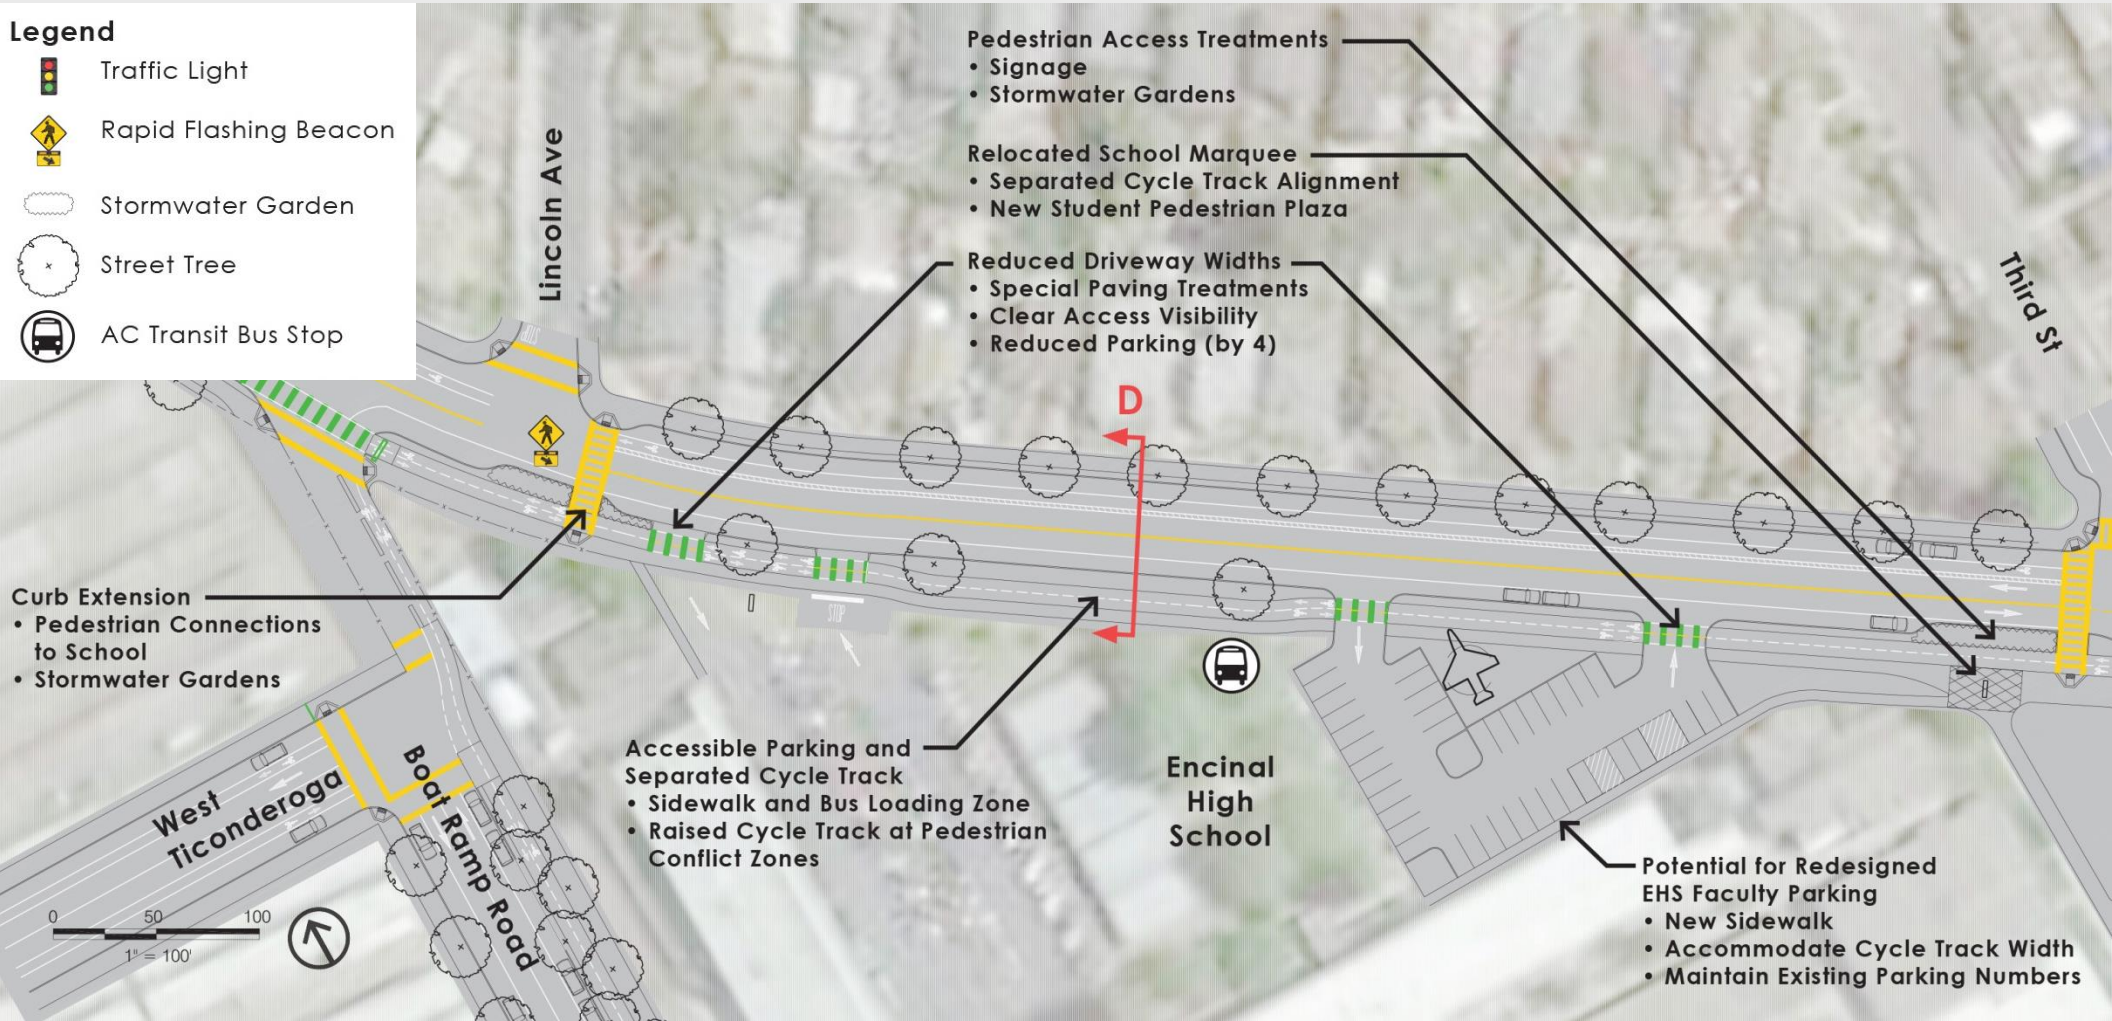 Legend
Traffic Light
Rapid Flashing Beacon
Stormwater Garden
Street Tree
AC Transit Bus Stop
Lincoln Ave
Pedestrian Access Treatments
• Signage
• Stormwater Gardens
Relocated School Marquee
• Separated Cycle Track Alignment
• New Student Pedestrian Plaza
Reduced Driveway Widths
• Special Paving Treatments
• Clear Access Visibility
• Reduced Parking (by 4)
Third St
D
Curb Extension
• Pedestrian Connections
to School
• Stormwater Gardens
STOP
STOP
Accessible Parking and
Separated Cycle Track
• Sidewalk and Bus Loading Zone
• Raised Cycle Track at Pedestrian
Conflict Zones
Encinal
High
School
West
Ticonderoga
Boat Ramp Road
Potential for Redesigned
EHS Faculty Parking
• New Sidewalk
• Accommodate Cycle Track Width
• Maintain Existing Parking Numbers
0 50 100
1" = 100'